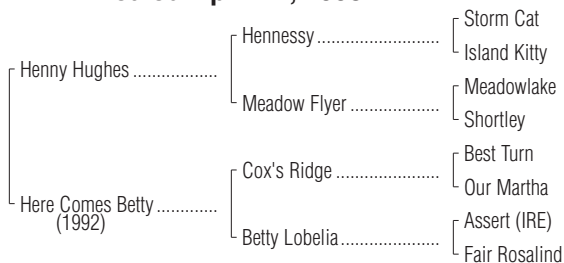 Storm Cat
Hennessy
Island Kitty
Henny Hughes
Meadowlake
Meadow Flyer
Shortley
Best Turn
Cox's Ridge
Our Martha
Here Comes Betty
(1992)
Assert (IRE)
Betty Lobelia
Fair Rosalind